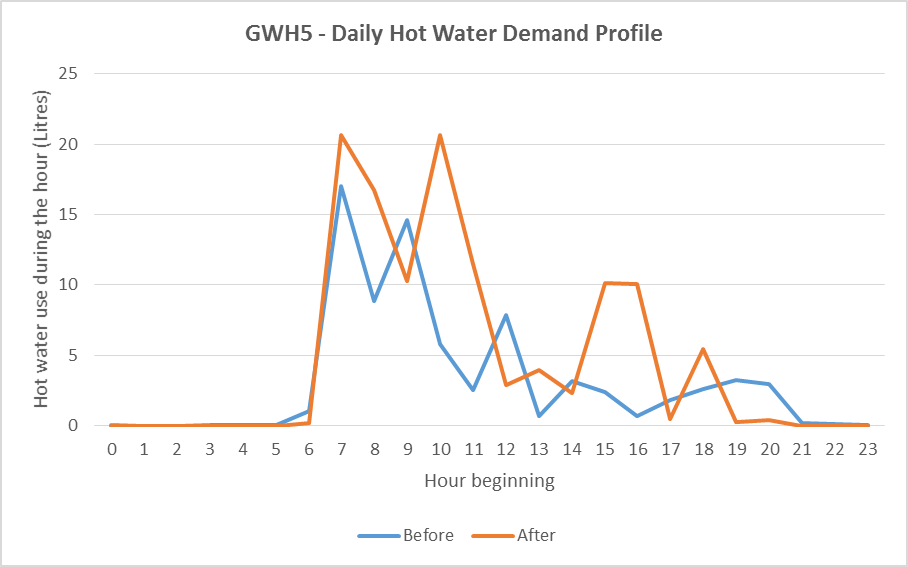 GWH5 - Daily Hot Water Demand Profile
Hot water use during the hour (Litres)
25
20
15
10
5
0
0 1 2 3 4 5 6 7 8 9 10 11 12 13 14 15 16 17 18 19 20 21 22 23
Hour beginning
Before After